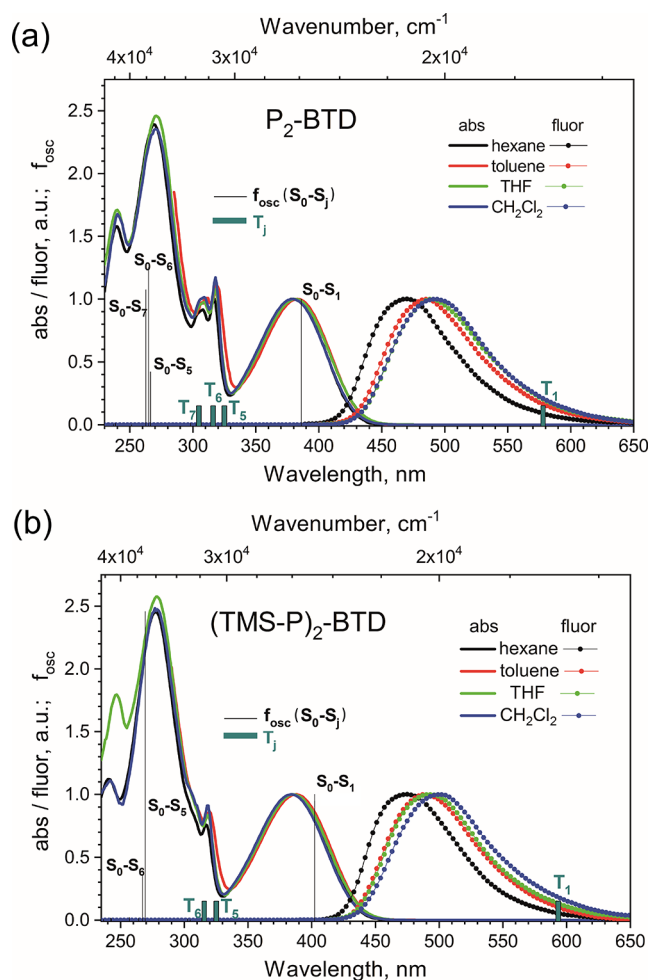 (a)
Wavenumber, cm⁻¹
4x10⁴ 3x10⁴ 2x10⁴
P₂-BTD
abs fluor
hexane
toluene
THF
CH₂Cl₂
f_osc (S₀-S_j)
T_j
S₀-S₆
S₀-S₇
S₀-S₅
S₀-S₁
T₇ T₆ T₅ T₁
abs / fluor, a.u.; f_osc
2.5
2.0
1.5
1.0
0.5
0.0
250 300 350 400 450 500 550 600 650
Wavelength, nm
(b)
Wavenumber, cm⁻¹
4x10⁴ 3x10⁴ 2x10⁴
(TMS-P)₂-BTD
abs fluor
hexane
toluene
THF
CH₂Cl₂
f_osc (S₀-S_j)
T_j
S₀-S₁
S₀-S₅
S₀-S₆
T₆ T₅ T₁
abs / fluor, a.u.; f_osc
2.5
2.0
1.5
1.0
0.5
0.0
250 300 350 400 450 500 550 600 650
Wavelength, nm